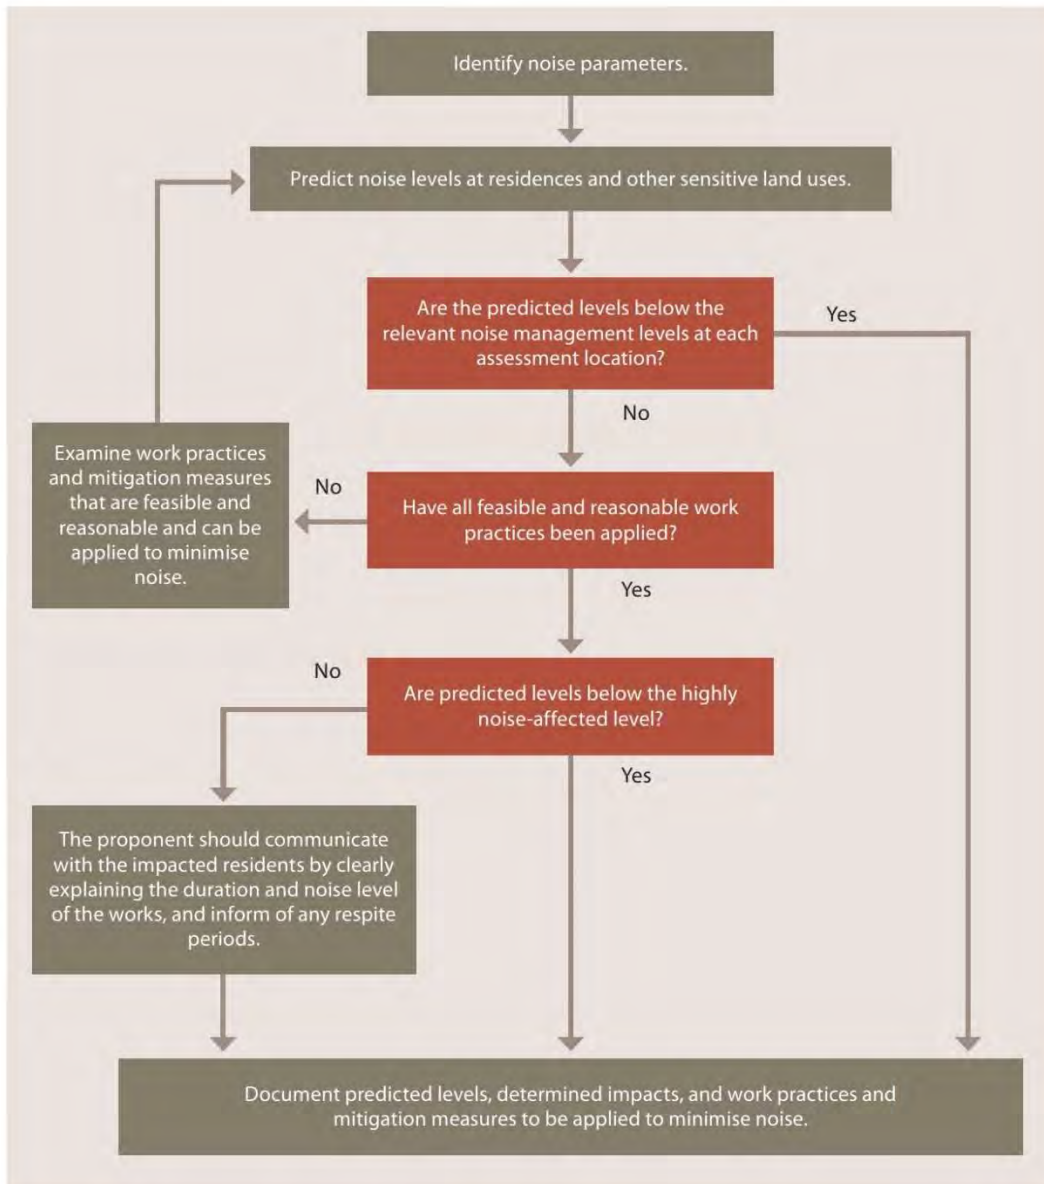 Identify noise parameters.
Predict noise levels at residences and other sensitive land uses.
Are the predicted levels below the
relevant noise management levels at each
assessment location?
Yes
No
Examine work practices
and mitigation measures
that are feasible and
reasonable and can be
applied to minimise
noise.
No
Have all feasible and reasonable work
practices been applied?
Yes
No
Are predicted levels below the highly
noise-affected level?
Yes
The proponent should communicate
with the impacted residents by clearly
explaining the duration and noise level
of the works, and inform of any respite
periods.
Document predicted levels, determined impacts, and work practices and
mitigation measures to be applied to minimise noise.